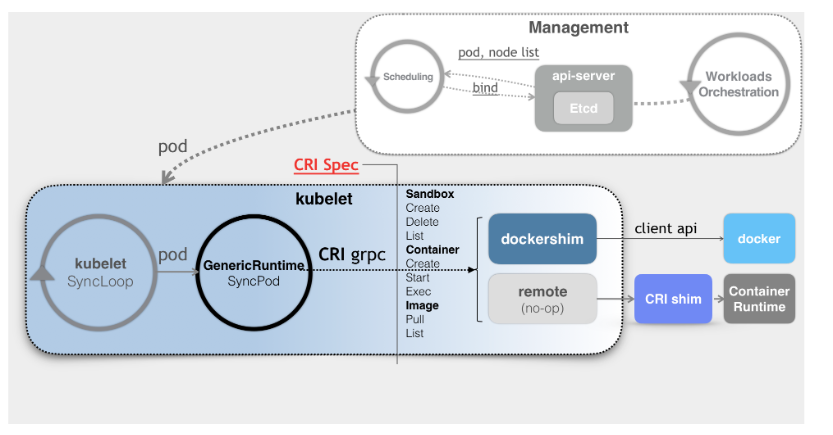 Management
pod, node list
Scheduling
bind
api-server
Etcd
Workloads
Orchestration
pod
CRI Spec
kubelet
kubelet
SyncLoop
pod
GenericRuntime
SyncPod
CRI grpc
Sandbox
Create
Delete
List
Container
Create
Start
Exec
Image
Pull
List
dockershim
client api
docker
remote
(no-op)
CRI shim
Container
Runtime